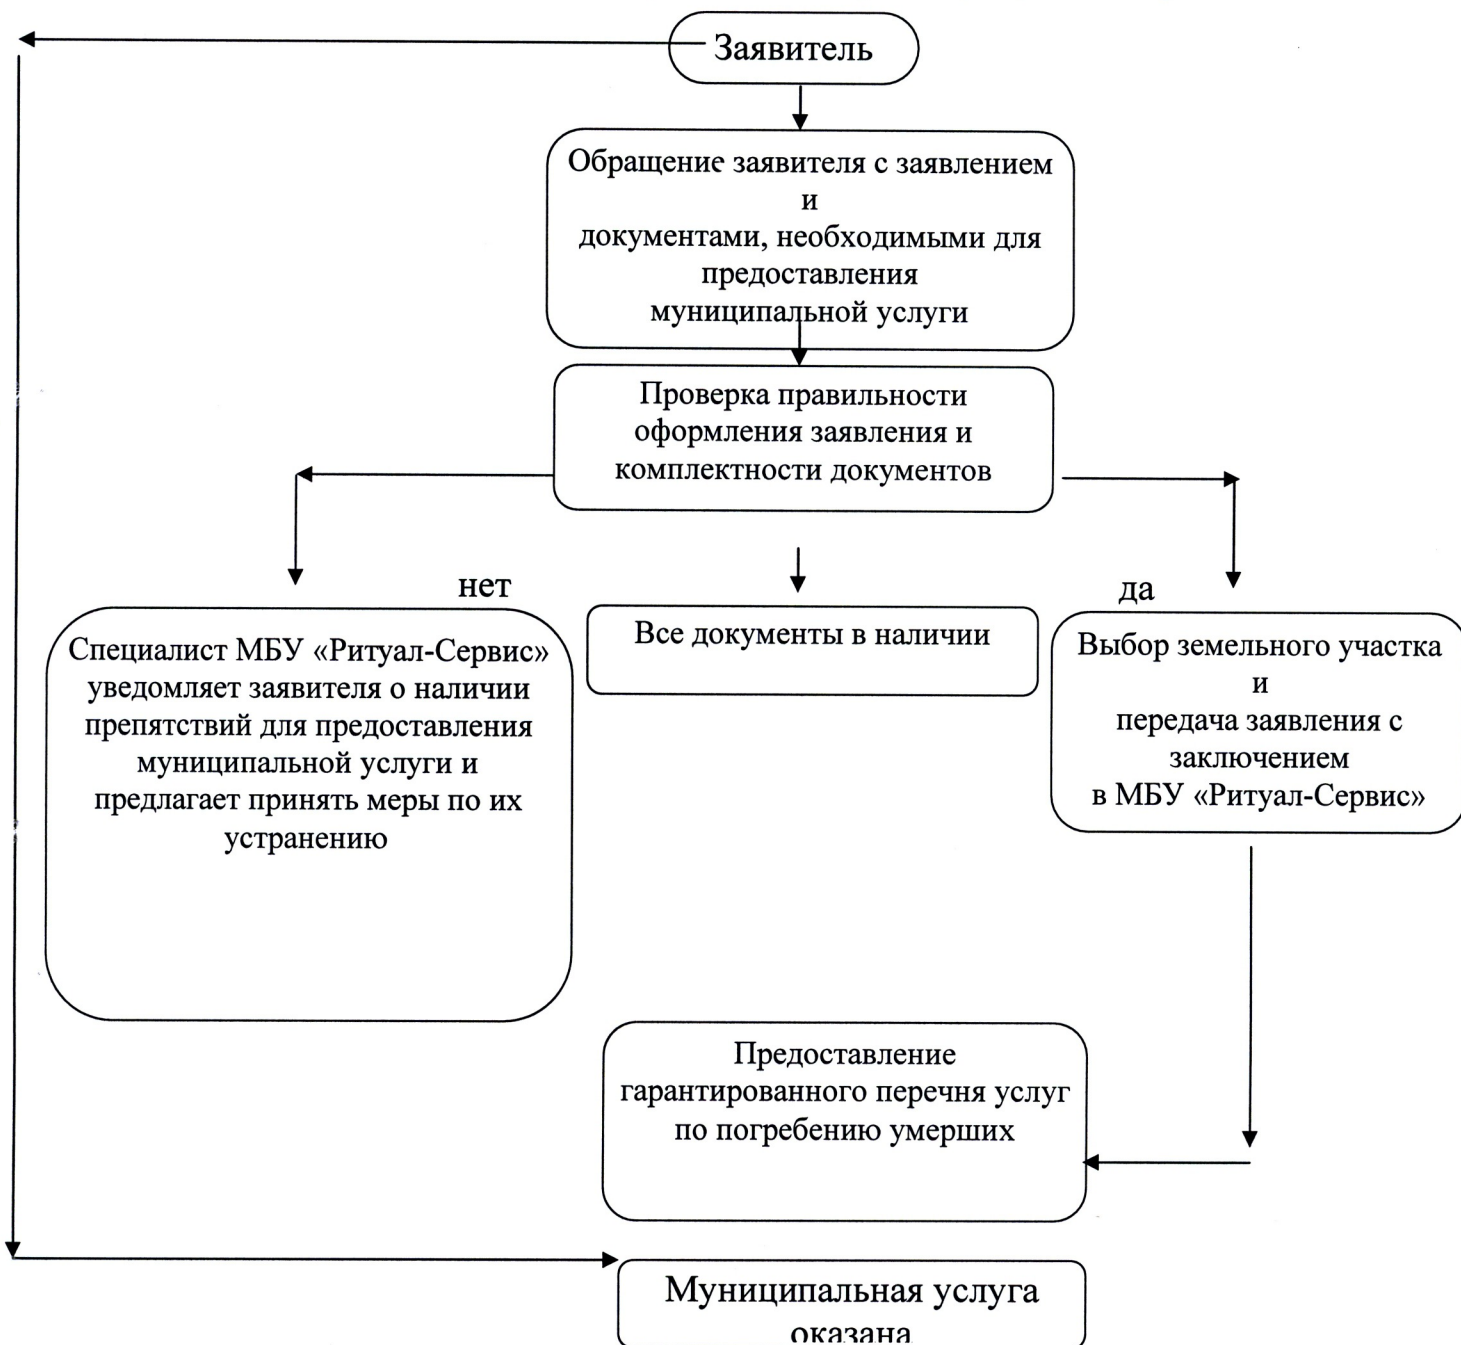 Заявитель
Обращение заявителя с заявлением
и
документами, необходимыми для
предоставления
муниципальной услуги
Проверка правильности
оформления заявления и
комплектности документов
нет
да
Специалист МБУ «Ритуал-Сервис»
уведомляет заявителя о наличии
препятствий для предоставления
муниципальной услуги и
предлагает принять меры по их
устранению
Все документы в наличии
Выбор земельного участка
и
передача заявления с
заключением
в МБУ «Ритуал-Сервис»
Предоставление
гарантированного перечня услуг
по погребению умерших
Муниципальная услуга
оказана